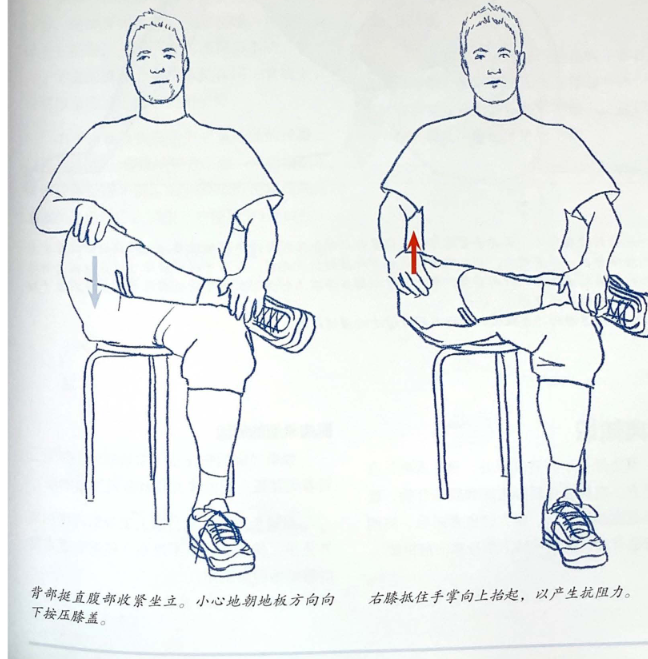 背部挺直腹部收紧坐立。小心地朝地板方向向
下按压膝盖。
右膝抵住手掌向上抬起，以产生抗阻力。